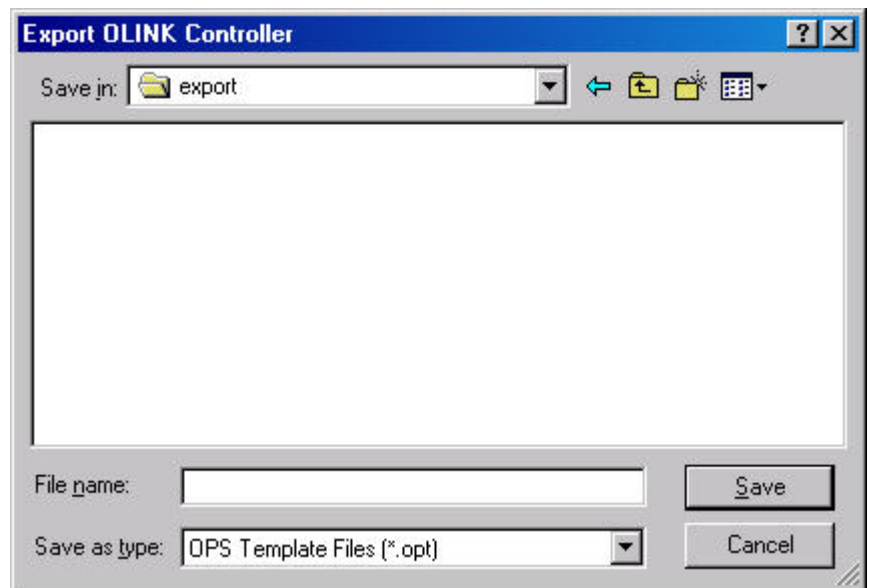 Export OLINK Controller
Save in: export
File name:
Save
Save as type: OPS Template Files (*.opt)
Cancel